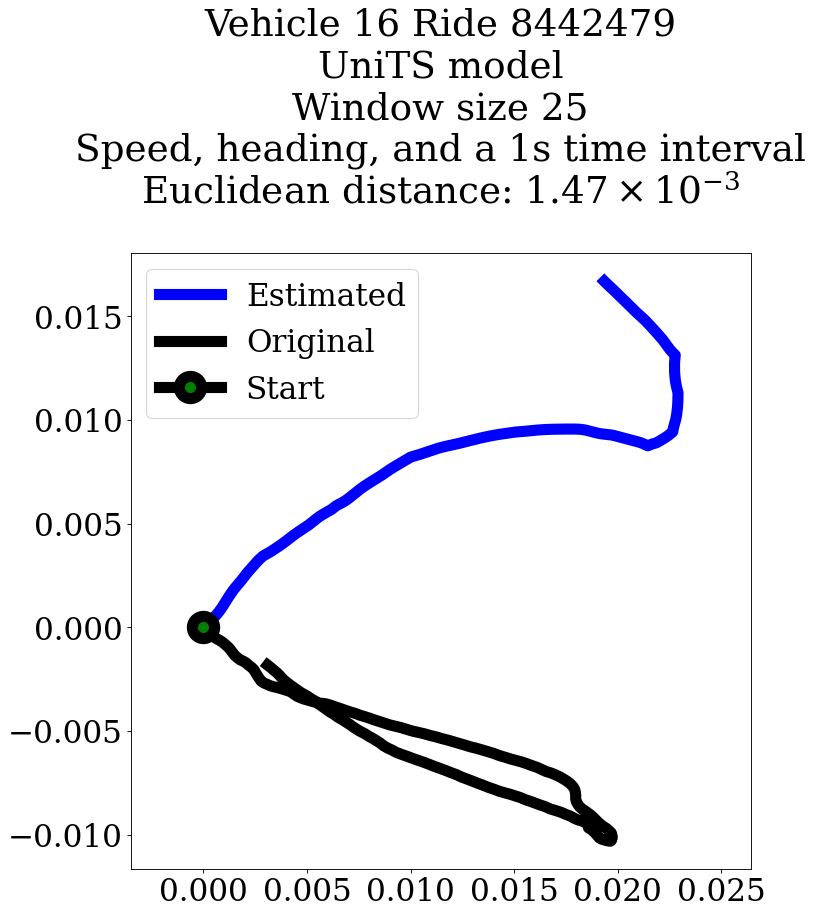 Vehicle 16 Ride 8442479
UniTS model
Window size 25
Speed, heading, and a 1s time interval
Euclidean distance: 1.47 × 10⁻³
Estimated
Original
Start
0.015
0.010
0.005
0.000
−0.005
−0.010
0.000 0.005 0.010 0.015 0.020 0.025